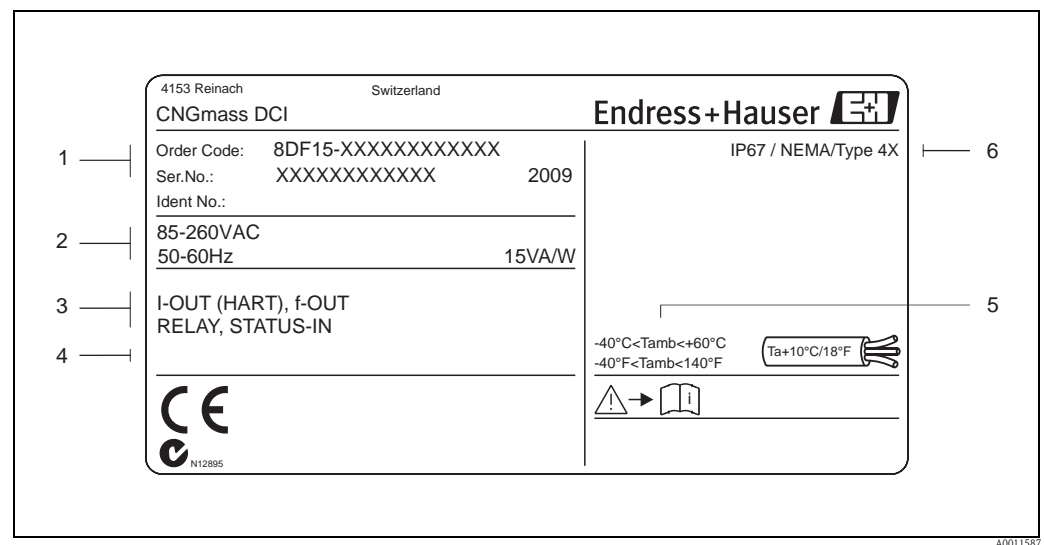 4153 Reinach Switzerland
CNGmass DCI
Endress+Hauser
1
Order Code: 8DF15-XXXXXXXXXXXX
Ser.No.: XXXXXXXXXXXX 2009
Ident No.:
IP67 / NEMA/Type 4X
6
2
85-260VAC
50-60Hz 15VA/W
3
I-OUT (HART), f-OUT
RELAY, STATUS-IN
5
4
-40°C<Tamb<+60°C
-40°F<Tamb<140°F
Ta+10°C/18°F
i
CE
N12895
A0011587